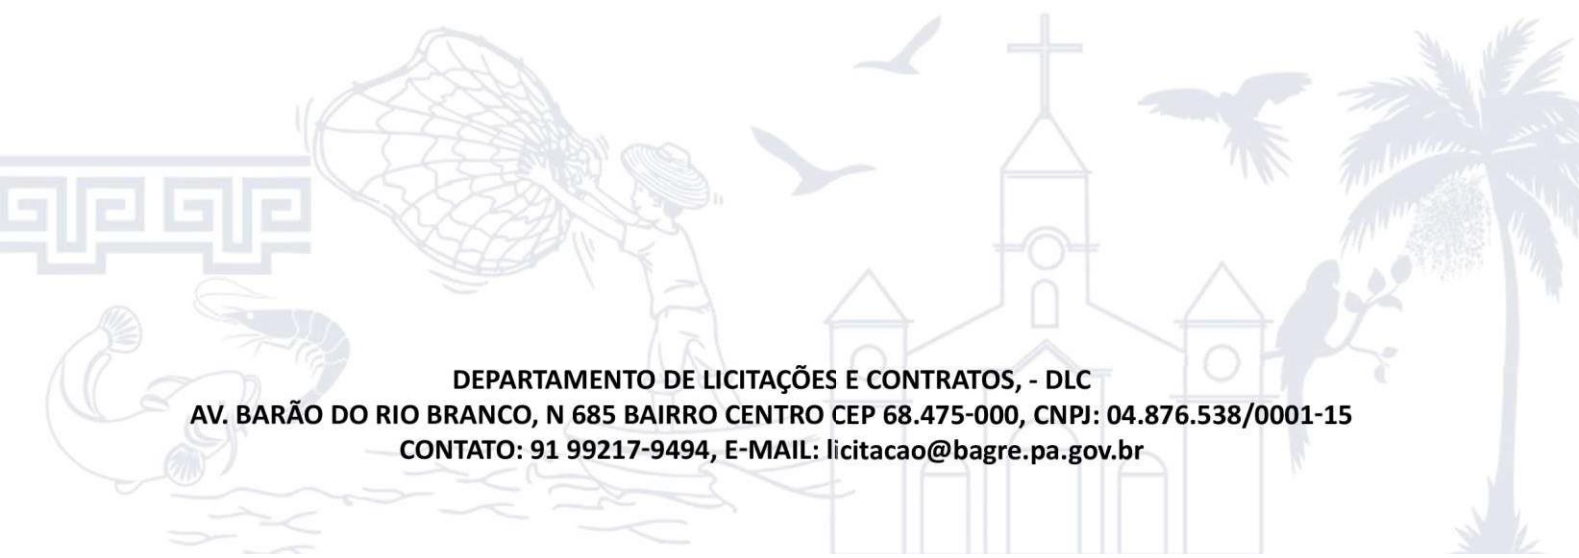 DEPARTAMENTO DE LICITAÇÕES E CONTRATOS, - DLC
AV. BARÃO DO RIO BRANCO, N 685 BAIRRO CENTRO CEP 68.475-000, CNPJ: 04.876.538/0001-15
CONTATO: 91 99217-9494, E-MAIL: licitacao@bagre.pa.gov.br